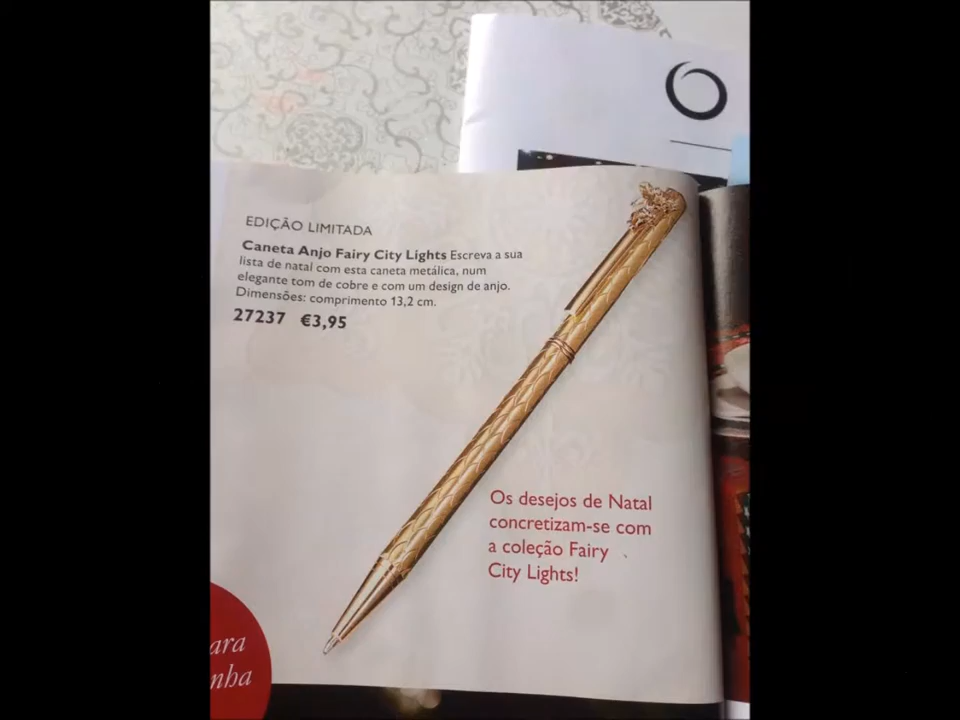 EDIÇÃO LIMITADA
Caneta Anjo Fairy City Lights Escreva a sua
lista de natal com esta caneta metálica, num
elegante tom de cobre e com um design de anjo.
Dimensões: comprimento 13,2 cm.
27237 €3,95
Os desejos de Natal
concretizam-se com
a coleção Fairy
City Lights!
ara
nha